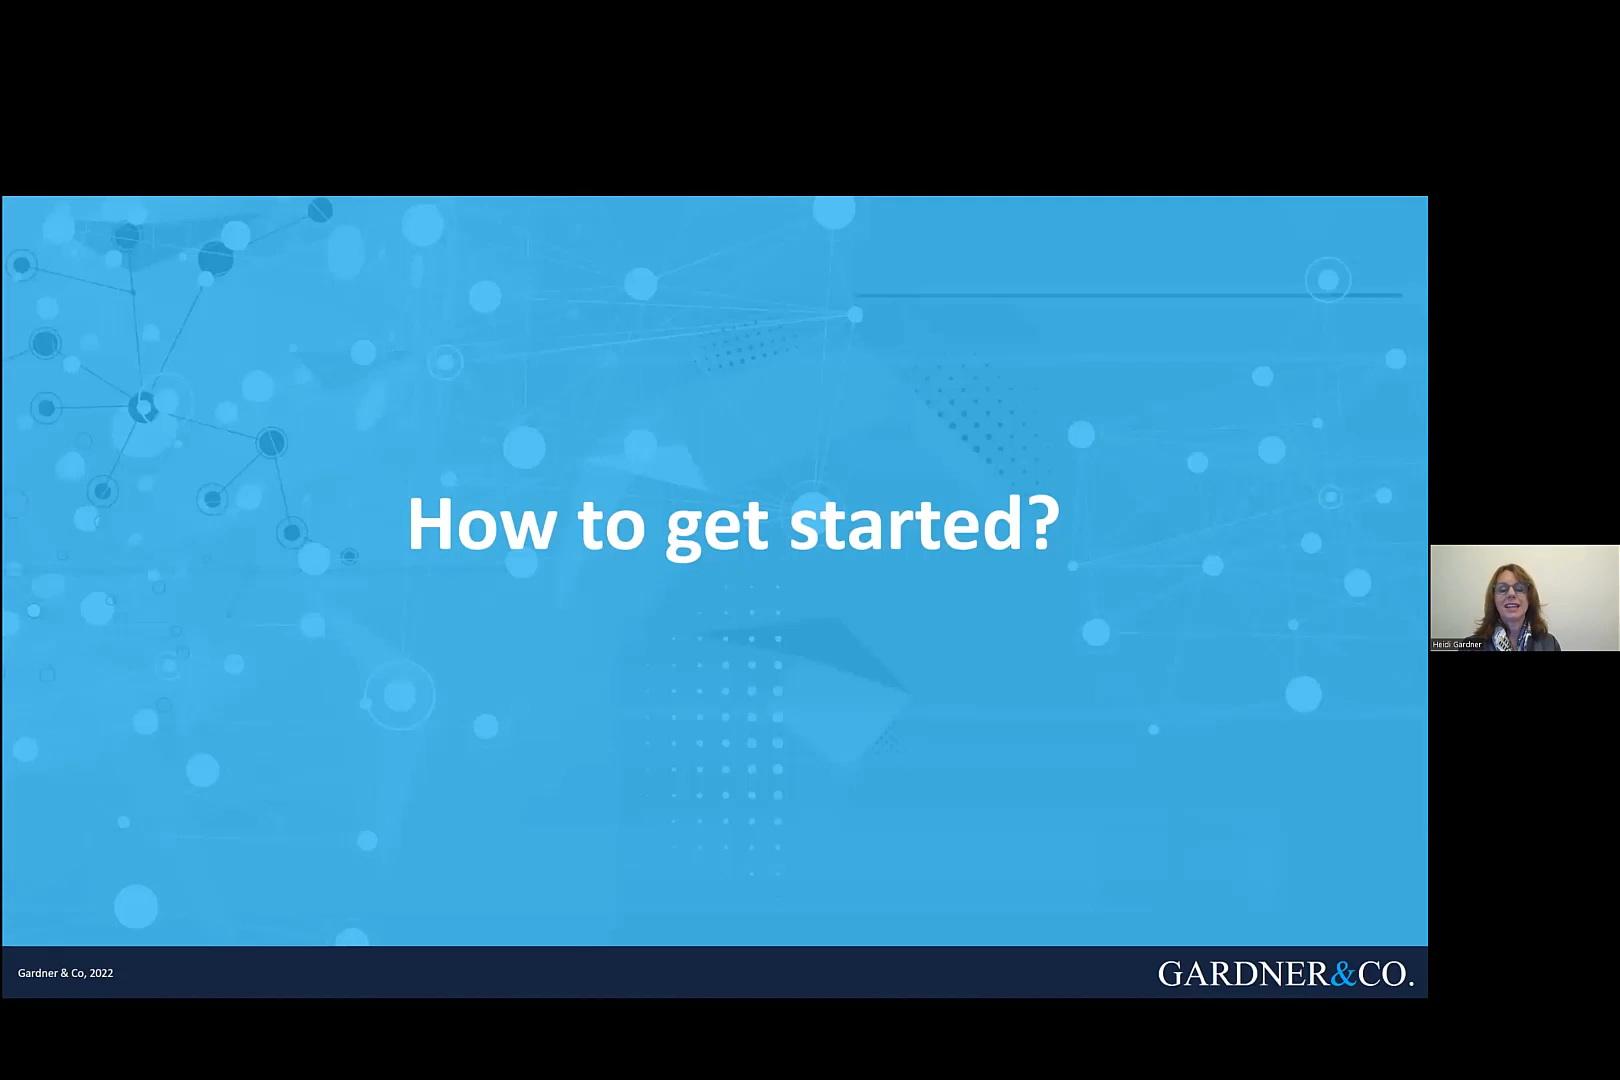 How to get started?
Heidi Gardner
Gardner & Co, 2022
GARDNER&CO.